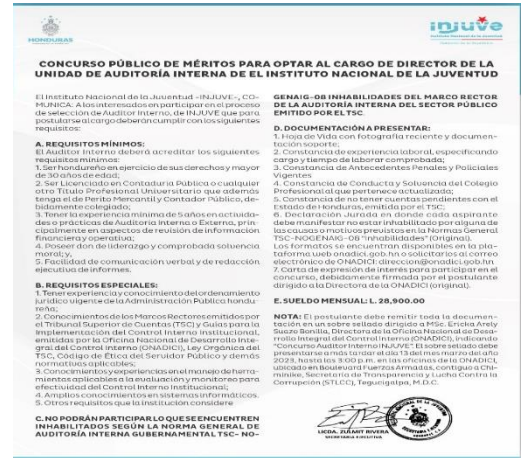 HONDURAS
injuve
CONCURSO PÚBLICO DE MÉRITOS PARA OPTAR AL CARGO DE DIRECTOR DE LA
UNIDAD DE AUDITORÍA INTERNA DE EL INSTITUTO NACIONAL DE LA JUVENTUD
El Instituto Nacional de la Juventud –INJUVE-, CO-
MUNICA: A los interesados en participar en el proceso
de selección de Auditor Interno, de INJUVE que para
postularse al cargo deberán cumplir con los siguientes
requisitos:
A. REQUISITOS MÍNIMOS:
El Auditor Interno deberá acreditar los siguientes
requisitos mínimos:
1. Ser hondureño en ejercicio de sus derechos y mayor
de 30 años de edad;
2. Ser Licenciado en Contaduría Pública o cualquier
otro Título Profesional Universitario que además
tenga el de Perito Mercantil y Contador Público, de-
bidamente colegiado;
3. Tener la experiencia mínima de 5 años en activida-
des o prácticas de Auditoría Interna o Externa, prin-
cipalmente en aspectos de revisión de información
financiera y operativa;
4. Poseer don de liderazgo y comprobada solvencia
moral; y,
5. Facilidad de comunicación verbal y de redacción
ejecutiva de informes.
B. REQUISITOS ESPECIALES:
1. Tener experiencia y conocimiento del ordenamiento
jurídico vigente de la Administración Pública hondu-
reña;
2. Conocimientos de los Marcos Rectores emitidos por
el Tribunal Superior de Cuentas (TSC) y Guías para la
Implementación del Control Interno Institucional,
emitidas por la Oficina Nacional de Desarrollo Inte-
gral del Control Interno (ONADICI), Ley Orgánica del
TSC, Código de Ética del Servidor Público y demás
normativas aplicables;
3. Conocimientos y experiencias en el manejo de herra-
mientas aplicables a la evaluación y monitoreo para
efectividad del Control Interno Institucional;
4. Amplios conocimientos en sistemas informáticos.
5. Otros requisitos que la institución considere
C. NO PODRÁN PARTICIPAR LO QUE SE ENCUENTREN
INHABILITADOS SEGÚN LA NORMA GENERAL DE
AUDITORÍA INTERNA GUBERNAMENTAL TSC- NO-
GENAIG-08 INHABILIDADES DEL MARCO RECTOR
DE LA AUDITORÍA INTERNA DEL SECTOR PÚBLICO
EMITIDO POR EL TSC.
D. DOCUMENTACIÓN A PRESENTAR:
1. Hoja de Vida con fotografía reciente y documen-
tación soporte;
2. Constancia de experiencia laboral, especificando
cargo y tiempo de laborar comprobada;
3. Constancia de Antecedentes Penales y Policiales
Vigentes
4. Constancia de Conducta y Solvencia del Colegio
Profesional al que pertenece actualizada;
5. Constancia de no tener cuentas pendientes con el
Estado de Honduras, emitido por el TSC;
6. Declaración Jurada en donde cada aspirante
debe manifestar no estar inhabilitado por alguna de
las causas o motivos previstos en la Normas General
TSC-NOGENAIG-08 "Inhabilidades" (Original).
Los formatos se encuentran disponibles en la pla-
taforma web onadici.gob.hn o solicitarlos al correo
electrónico de ONADICI: direccion@onadici.gob.hn.
7. Carta de expresión de interés para participar en el
concurso, debidamente firmada por el postulante
dirigido a la Directora de la ONADICI (original).
E. SUELDO MENSUAL: L. 28,900.00
NOTA: El postulante debe remitir toda la documen-
tación en un sobre sellado dirigido a MSc. Ericka Arely
Suazo Bonilla, Directora de la Oficina Nacional de Desa-
rrollo Integral del Control Interno (ONADICI), indicando
"Concurso Auditor Interno INJUVE". El sobre sellado debe
presentarse a más tardar el día 13 del mes marzo del año
2023, hasta las 3:00 p.m. en las oficinas de la ONADICI,
ubicado en Boulevard Fuerzas Armadas, contiguo a Chi-
minike, Secretaría de Transparencia y Lucha Contra la
Corrupción (STLCC), Tegucigalpa, M.D.C.
LICDA. ZULMIT RIVERA
SECRETARIA EJECUTIVA